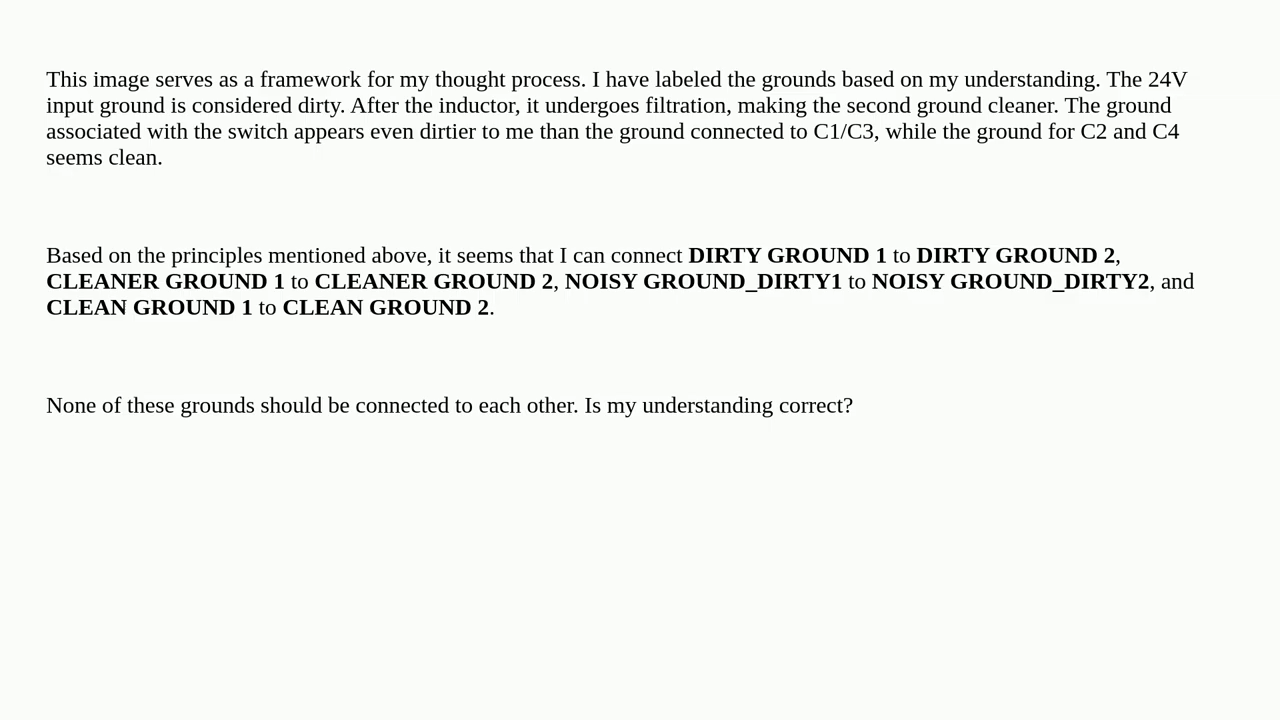 This image serves as a framework for my thought process. I have labeled the grounds based on my understanding. The 24V
input ground is considered dirty. After the inductor, it undergoes filtration, making the second ground cleaner. The ground
associated with the switch appears even dirtier to me than the ground connected to C1/C3, while the ground for C2 and C4
seems clean.
Based on the principles mentioned above, it seems that I can connect DIRTY GROUND 1 to DIRTY GROUND 2,
CLEANER GROUND 1 to CLEANER GROUND 2, NOISY GROUND_DIRTY1 to NOISY GROUND_DIRTY2, and
CLEAN GROUND 1 to CLEAN GROUND 2.
None of these grounds should be connected to each other. Is my understanding correct?